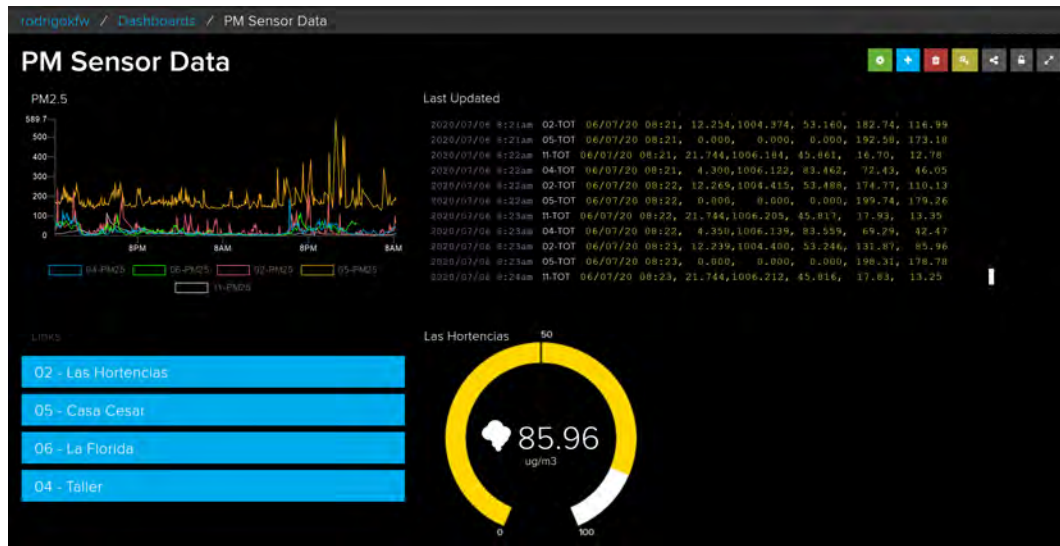 rodrigokfw / Dashboards / PM Sensor Data
PM Sensor Data
PM2.5
589.7
500
400
300
200
100
0
8PM 8AM 8PM 8AM
04-PM25 06-PM25 02-PM25 05-PM25
11-PM25
Last Updated
2020/07/06 8:21am 02-TOT 06/07/20 08:21, 12.254,1004.374, 53.160, 182.74, 116.99
2020/07/06 8:21am 05-TOT 06/07/20 08:21, 0.000, 0.000, 0.000, 192.58, 173.18
2020/07/06 8:22am 11-TOT 06/07/20 08:21, 21.744,1006.184, 45.861, 16.70, 12.78
2020/07/06 8:22am 04-TOT 06/07/20 08:21, 4.300,1006.122, 83.462, 72.43, 46.05
2020/07/06 8:22am 02-TOT 06/07/20 08:22, 12.269,1004.415, 53.486, 174.77, 110.13
2020/07/06 8:22am 05-TOT 06/07/20 08:22, 0.000, 0.000, 0.000, 199.74, 179.26
2020/07/06 8:23am 11-TOT 06/07/20 08:22, 21.744,1006.205, 45.817, 17.93, 13.35
2020/07/06 8:23am 04-TOT 06/07/20 08:22, 4.350,1006.139, 83.559, 69.29, 42.47
2020/07/06 8:23am 02-TOT 06/07/20 08:23, 12.239,1004.400, 53.246, 131.87, 85.96
2020/07/06 8:23am 05-TOT 06/07/20 08:23, 0.000, 0.000, 0.000, 198.31, 178.78
2020/07/06 8:24am 11-TOT 06/07/20 08:23, 21.744,1006.212, 45.816, 17.83, 13.25
Links
02 - Las Hortencias
05 - Casa Cesar
06 - La Florida
04 - Taller
Las Hortencias
50
85.96
ug/m3
0 100